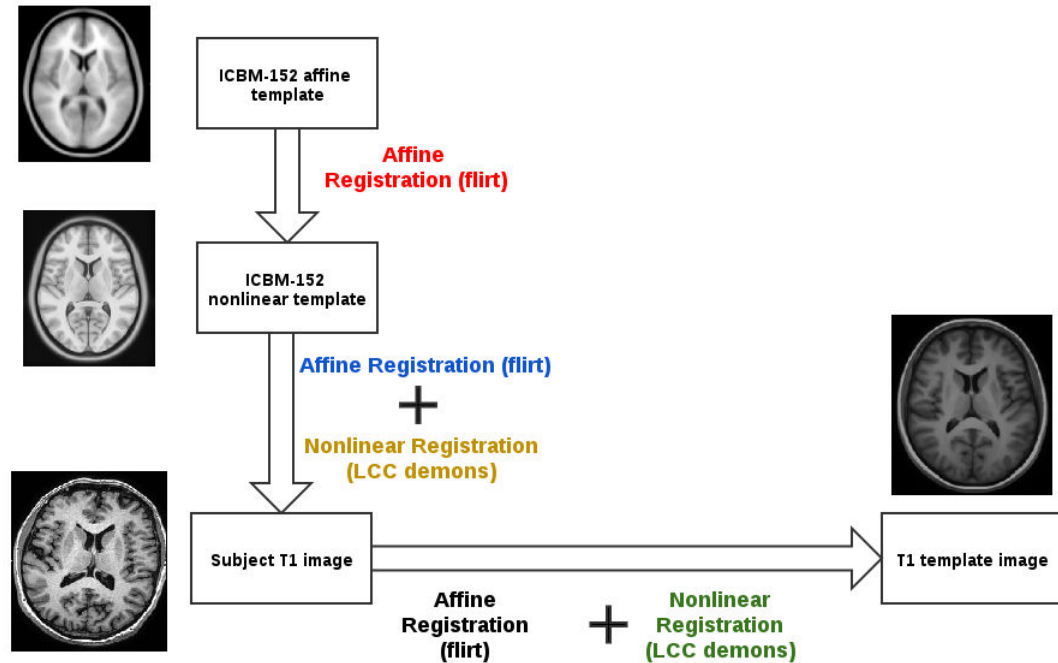 ICBM-152 affine
template
Affine
Registration (flirt)
ICBM-152
nonlinear template
Affine Registration (flirt)
+
Nonlinear Registration
(LCC demons)
Subject T1 image
T1 template image
Affine
Registration
(flirt)
+
Nonlinear
Registration
(LCC demons)